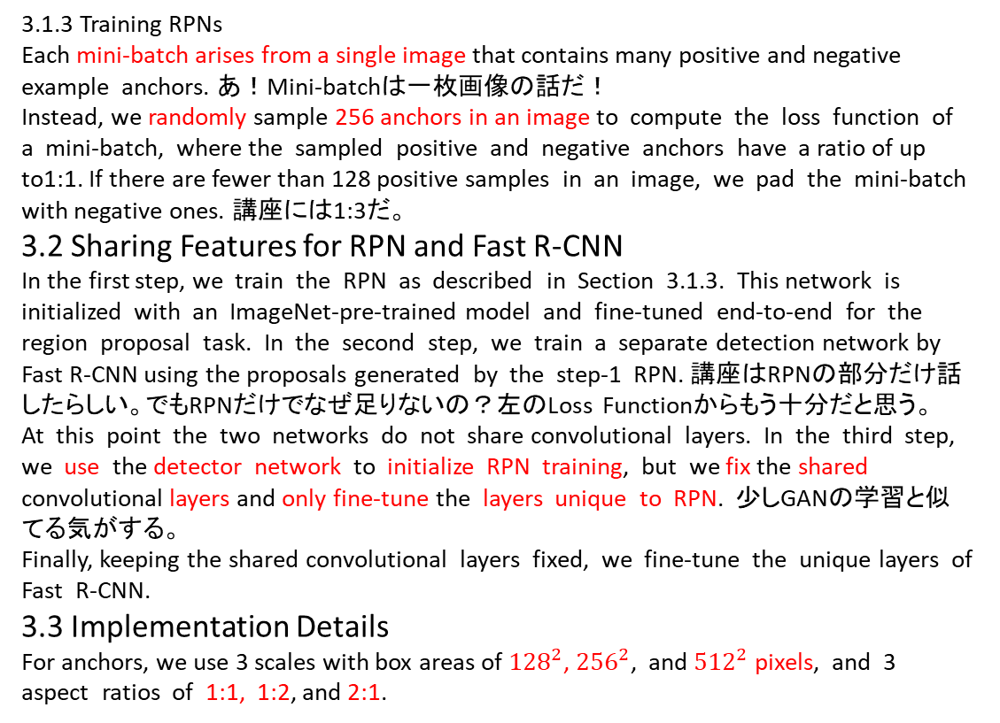 3.1.3 Training RPNs
Each mini-batch arises from a single image that contains many positive and negative
example anchors. あ！Mini-batchは一枚画像の話だ！
Instead, we randomly sample 256 anchors in an image to compute the loss function of
a mini-batch, where the sampled positive and negative anchors have a ratio of up
to1:1. If there are fewer than 128 positive samples in an image, we pad the mini-batch
with negative ones. 講座には1:3だ。
3.2 Sharing Features for RPN and Fast R-CNN
In the first step, we train the RPN as described in Section 3.1.3. This network is
initialized with an ImageNet-pre-trained model and fine-tuned end-to-end for the
region proposal task. In the second step, we train a separate detection network by
Fast R-CNN using the proposals generated by the step-1 RPN. 講座はRPNの部分だけ話
したらしい。でもRPNだけでなぜ足りないの？左のLoss Functionからもう十分だと思う。
At this point the two networks do not share convolutional layers. In the third step,
we use the detector network to initialize RPN training, but we fix the shared
convolutional layers and only fine-tune the layers unique to RPN. 少しGANの学習と似
てる気がする。
Finally, keeping the shared convolutional layers fixed, we fine-tune the unique layers of
Fast R-CNN.
3.3 Implementation Details
For anchors, we use 3 scales with box areas of 128², 256², and 512² pixels, and 3
aspect ratios of 1:1, 1:2, and 2:1.